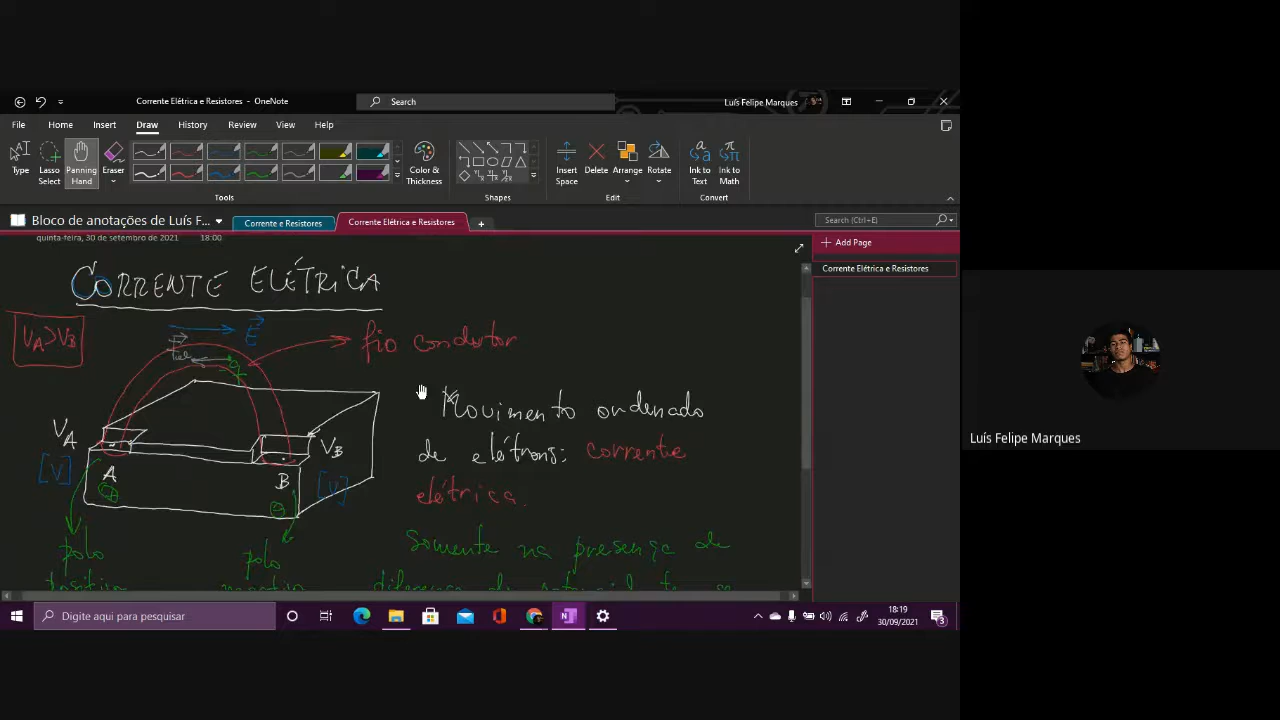 Corrente Elétrica e Resistores - OneNote
Search
Luís Felipe Marques
File Home Insert Draw History Review View Help
Type
Lasso Select
Panning Hand
Eraser
Color & Thickness
Insert Space
Delete
Arrange
Rotate
Ink to Text
Ink to Math
Tools
Shapes
Edit
Convert
Bloco de anotações de Luís F...
Corrente e Resistores
Corrente Elétrica e Resistores
Search (Ctrl+E)
quinta-feira, 30 de setembro de 2021 18:00
Add Page
Corrente Elétrica e Resistores
CORRENTE ELÉTRICA
VA>VB
E
fio condutor
q
Movimento ordenado
de elétrons: corrente
elétrica.
VA
VB
[V]
[V]
A
B
Somente na presença de
polo
polo
Luís Felipe Marques
Digite aqui para pesquisar
18:19
30/09/2021
3